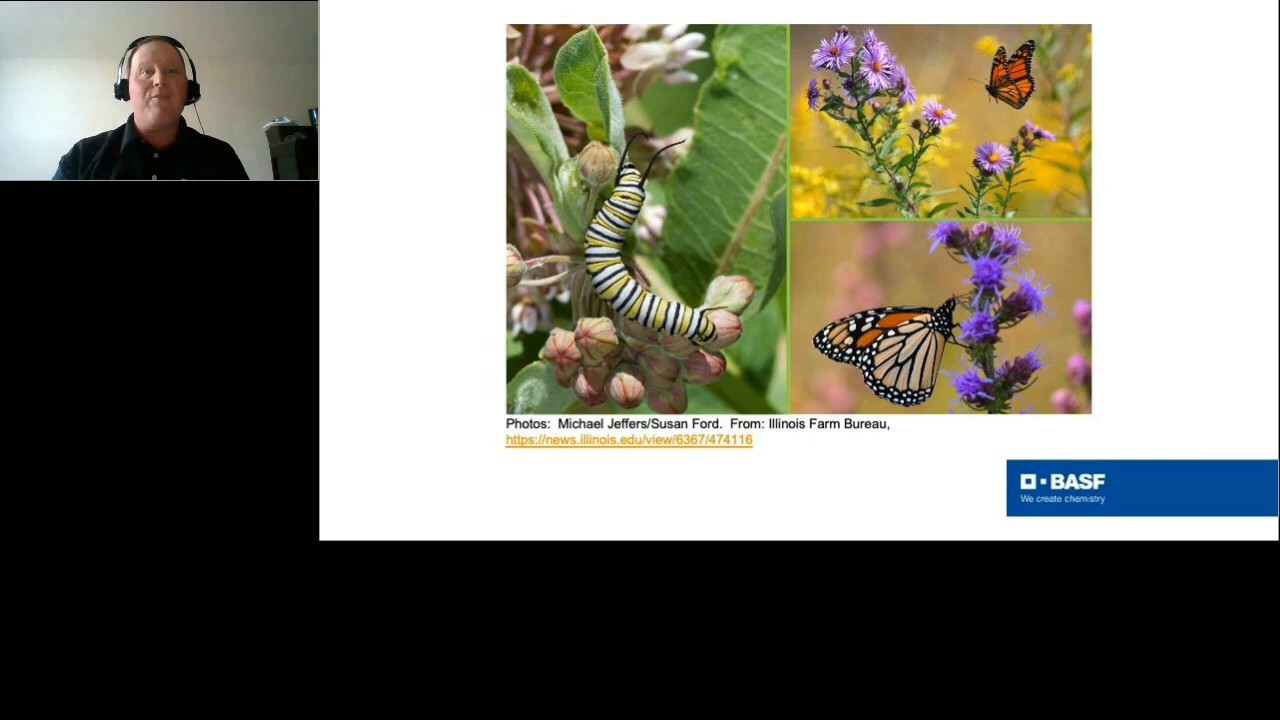 Photos: Michael Jeffers/Susan Ford. From: Illinois Farm Bureau,
https://news.illinois.edu/view/6367/474116
BASF
We create chemistry